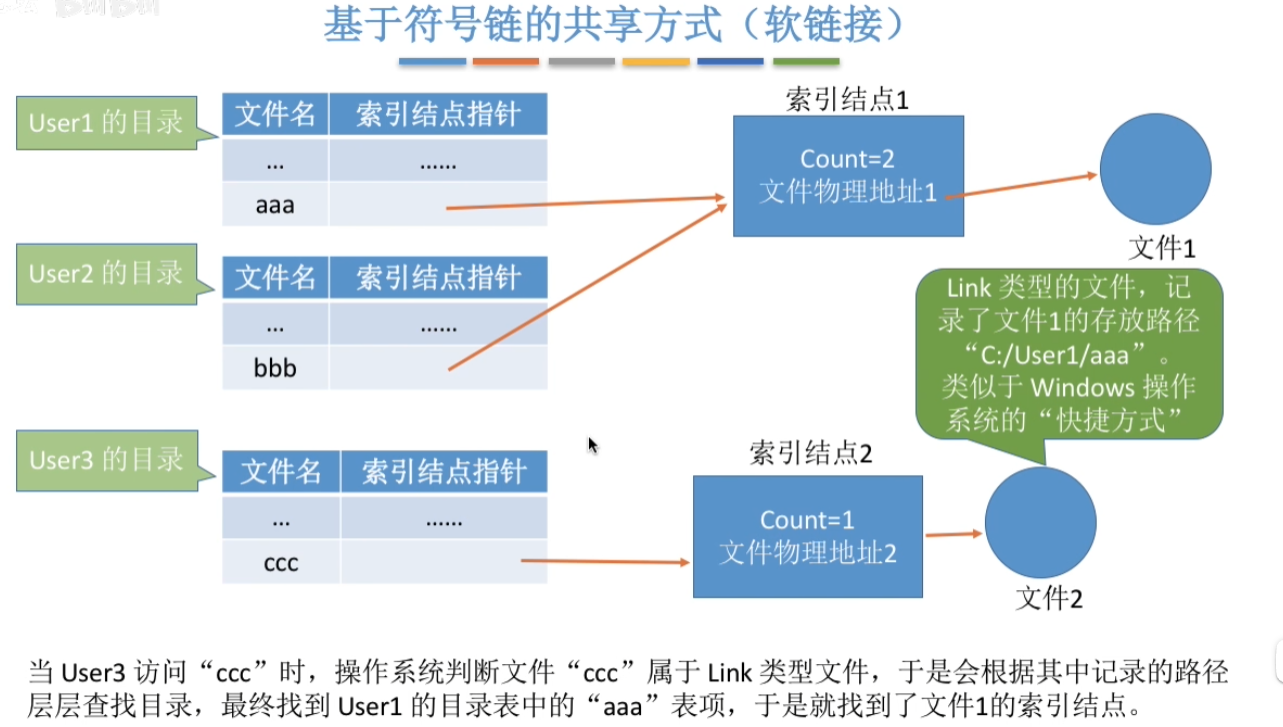 基于符号链的共享方式（软链接）
User1 的目录
文件名 索引结点指针
... ......
aaa
User2 的目录
文件名 索引结点指针
... ......
bbb
User3 的目录
文件名 索引结点指针
... ......
ccc
索引结点1
Count=2
文件物理地址1
文件1
Link 类型的文件，记
录了文件1的存放路径
“C:/User1/aaa”。
类似于 Windows 操作
系统的“快捷方式”
索引结点2
Count=1
文件物理地址2
文件2
当 User3 访问“ccc”时，操作系统判断文件“ccc”属于 Link 类型文件，于是会根据其中记录的路径
层层查找目录，最终找到 User1 的目录表中的“aaa”表项，于是就找到了文件1的索引结点。